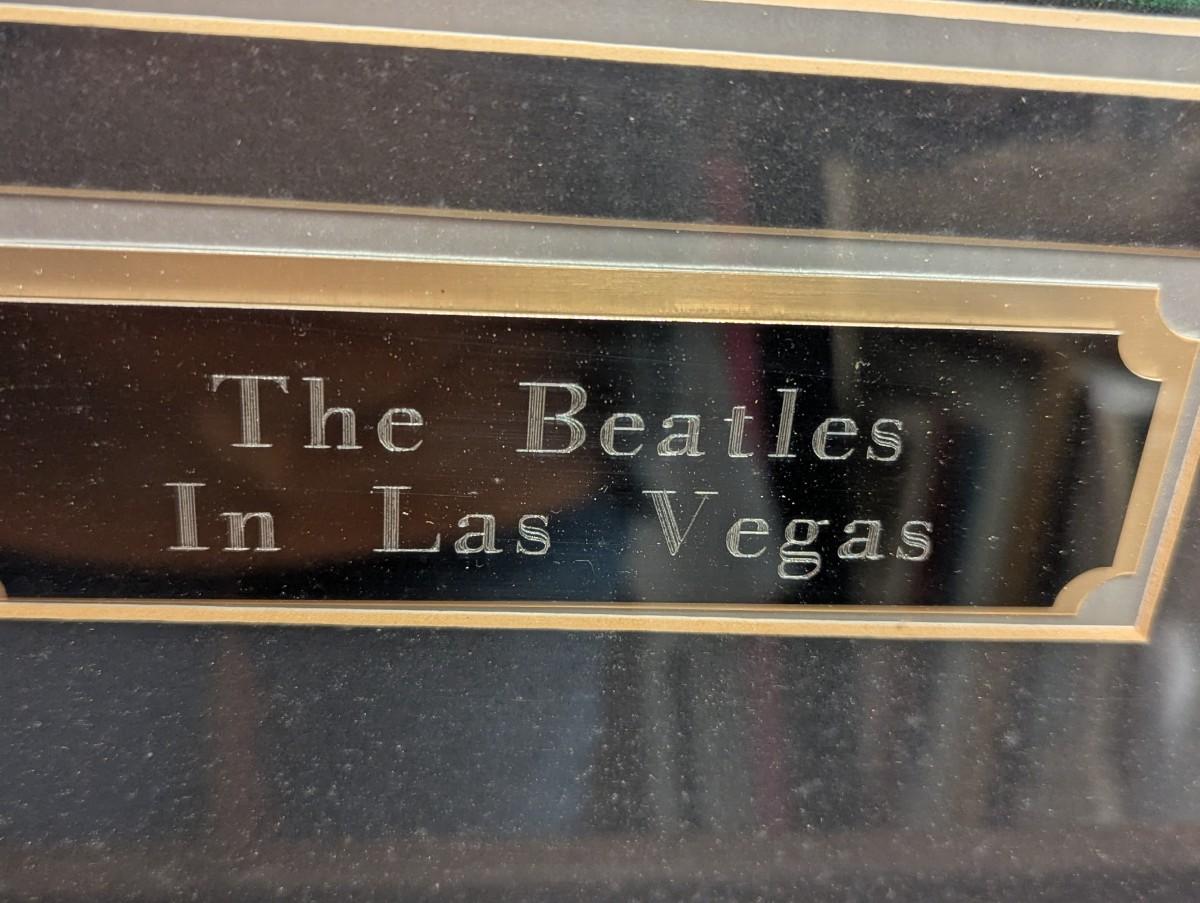 The Beatles
In Las Vegas